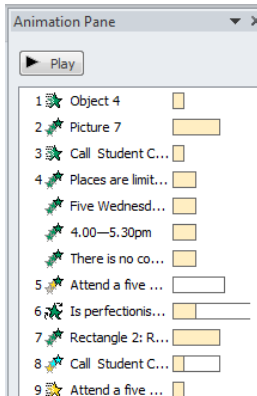 Animation Pane
Play
1 Object 4
2 Picture 7
3 Call Student C...
4 Places are limit...
Five Wednesd...
4.00—5.30pm
There is no co...
5 Attend a five ...
6 Is perfectionis...
7 Rectangle 2: R...
8 Call Student C...
9 Attend a five ...